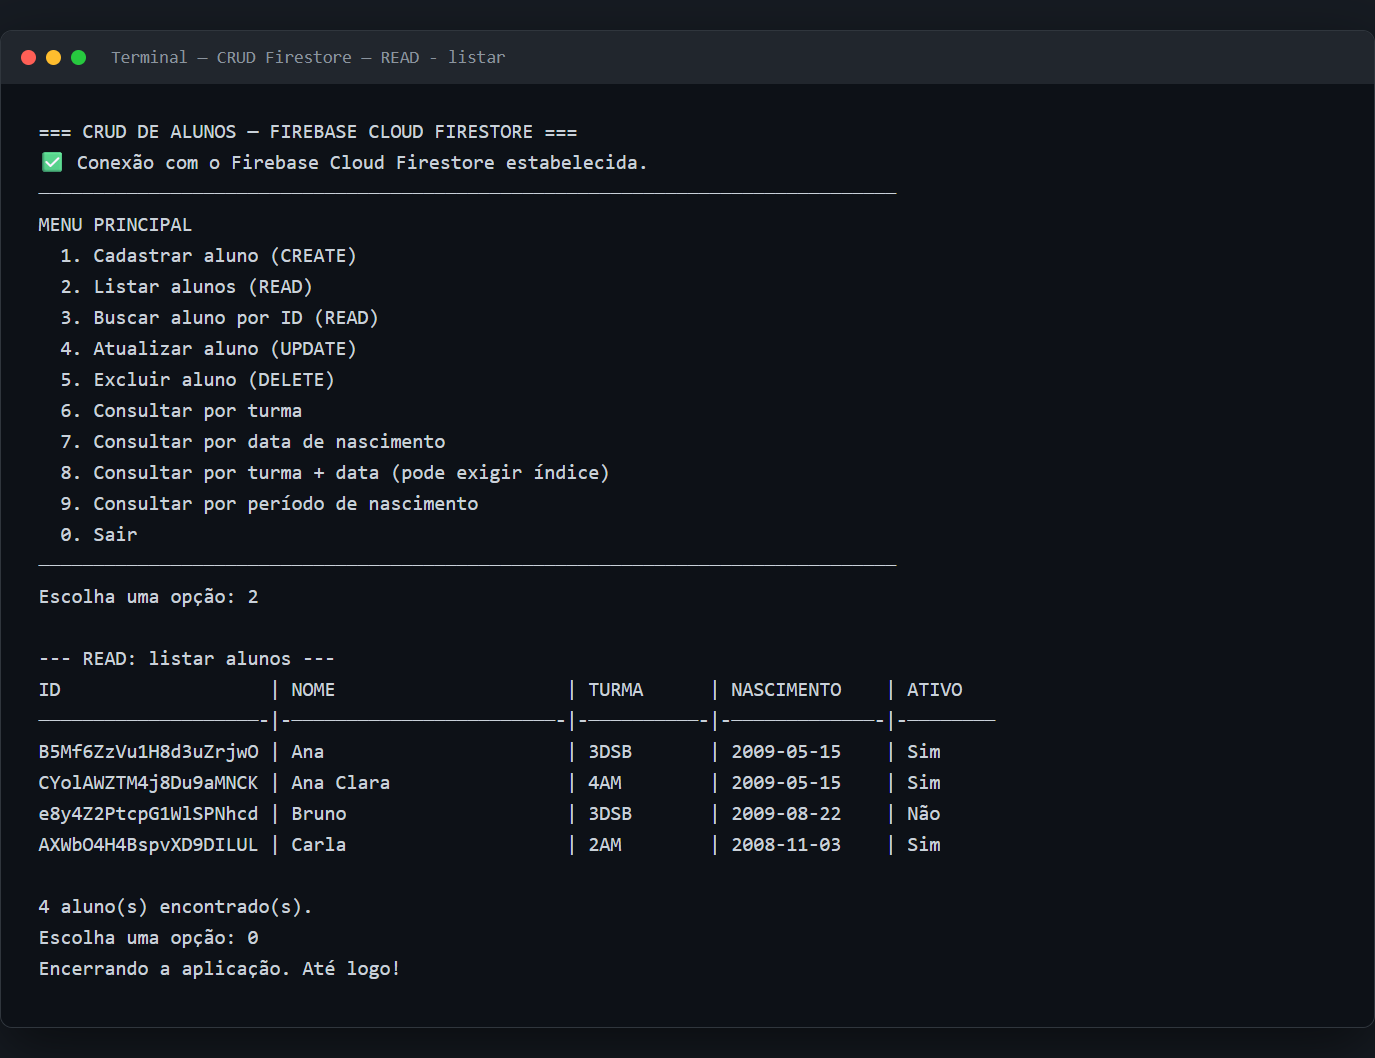 Terminal — CRUD Firestore — READ - listar
=== CRUD DE ALUNOS — FIREBASE CLOUD FIRESTORE ===
✅ Conexão com o Firebase Cloud Firestore estabelecida.
MENU PRINCIPAL
1. Cadastrar aluno (CREATE)
2. Listar alunos (READ)
3. Buscar aluno por ID (READ)
4. Atualizar aluno (UPDATE)
5. Excluir aluno (DELETE)
6. Consultar por turma
7. Consultar por data de nascimento
8. Consultar por turma + data (pode exigir índice)
9. Consultar por período de nascimento
0. Sair
Escolha uma opção: 2
--- READ: listar alunos ---
ID | NOME | TURMA | NASCIMENTO | ATIVO
B5Mf6ZzVu1H8d3uZrjwO | Ana | 3DSB | 2009-05-15 | Sim
CYolAWZTM4j8Du9aMNCK | Ana Clara | 4AM | 2009-05-15 | Sim
e8y4Z2PtcpG1WlSPNhcd | Bruno | 3DSB | 2009-08-22 | Não
AXWbO4H4BspvXD9DILUL | Carla | 2AM | 2008-11-03 | Sim
4 aluno(s) encontrado(s).
Escolha uma opção: 0
Encerrando a aplicação. Até logo!